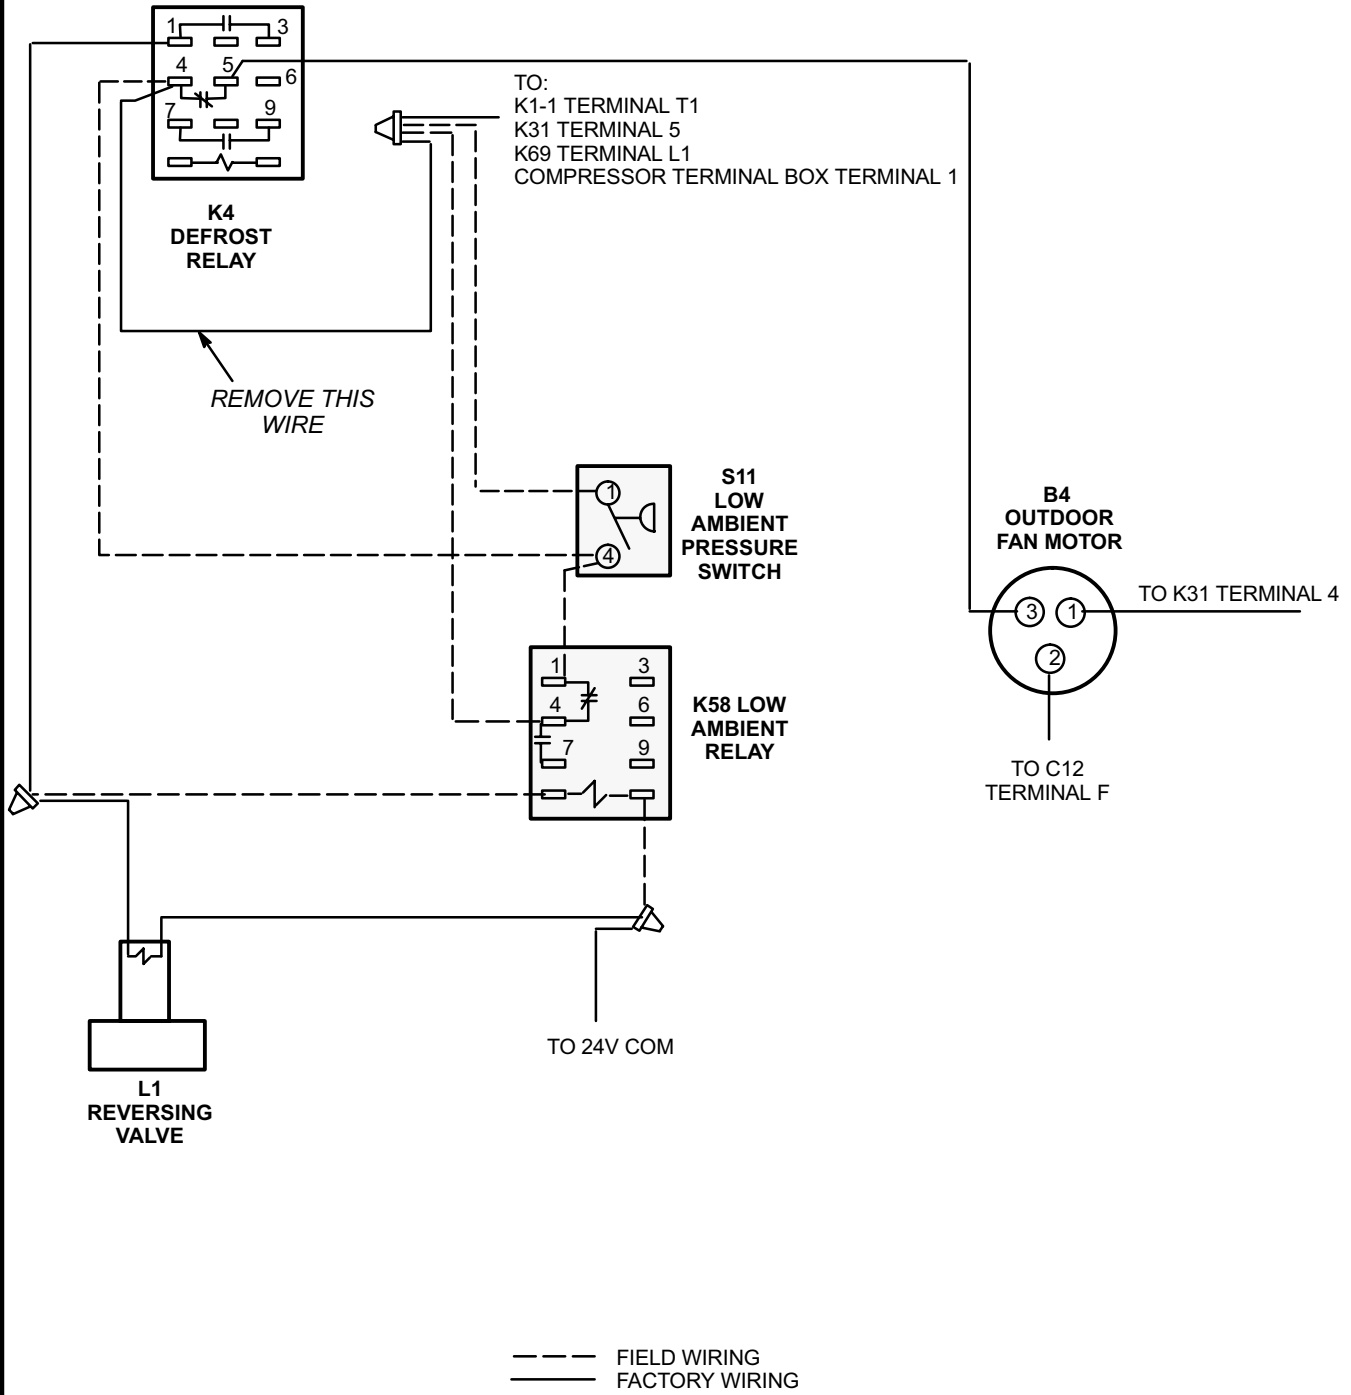 1 3
4 5 6
7 9
K4
DEFROST
RELAY
TO:
K1-1 TERMINAL T1
K31 TERMINAL 5
K69 TERMINAL L1
COMPRESSOR TERMINAL BOX TERMINAL 1
REMOVE THIS
WIRE
1
4
S11
LOW
AMBIENT
PRESSURE
SWITCH
B4
OUTDOOR
FAN MOTOR
3 1
2
TO K31 TERMINAL 4
TO C12
TERMINAL F
1 3
4 6
7 9
K58 LOW
AMBIENT
RELAY
TO 24V COM
L1
REVERSING
VALVE
FIELD WIRING
FACTORY WIRING